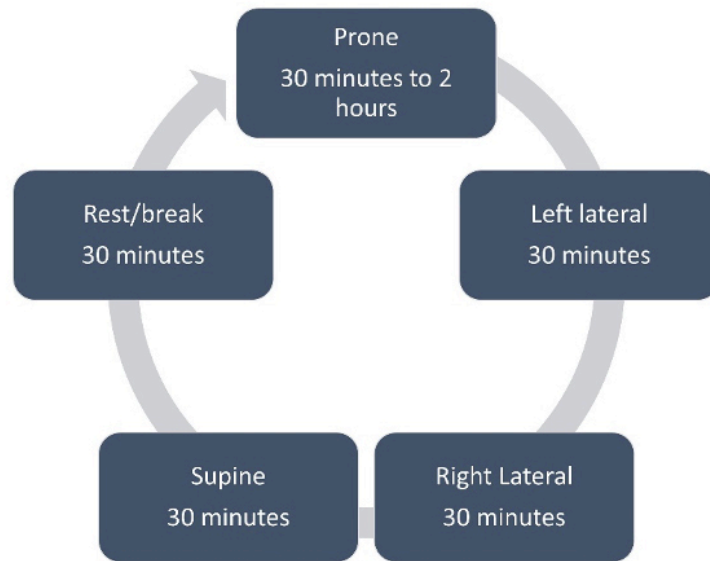 Prone
30 minutes to 2
hours
Left lateral
30 minutes
Right Lateral
30 minutes
Supine
30 minutes
Rest/break
30 minutes